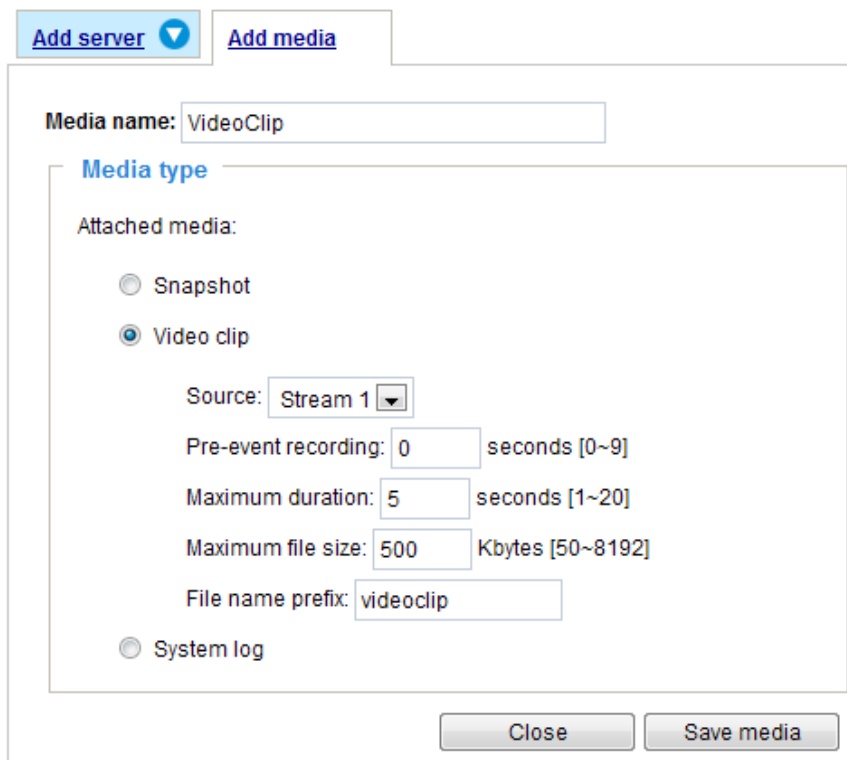 Add server Add media
Media name: VideoClip
Media type
Attached media:
Snapshot
Video clip
Source: Stream 1
Pre-event recording: 0 seconds [0~9]
Maximum duration: 5 seconds [1~20]
Maximum file size: 500 Kbytes [50~8192]
File name prefix: videoclip
System log
Close Save media